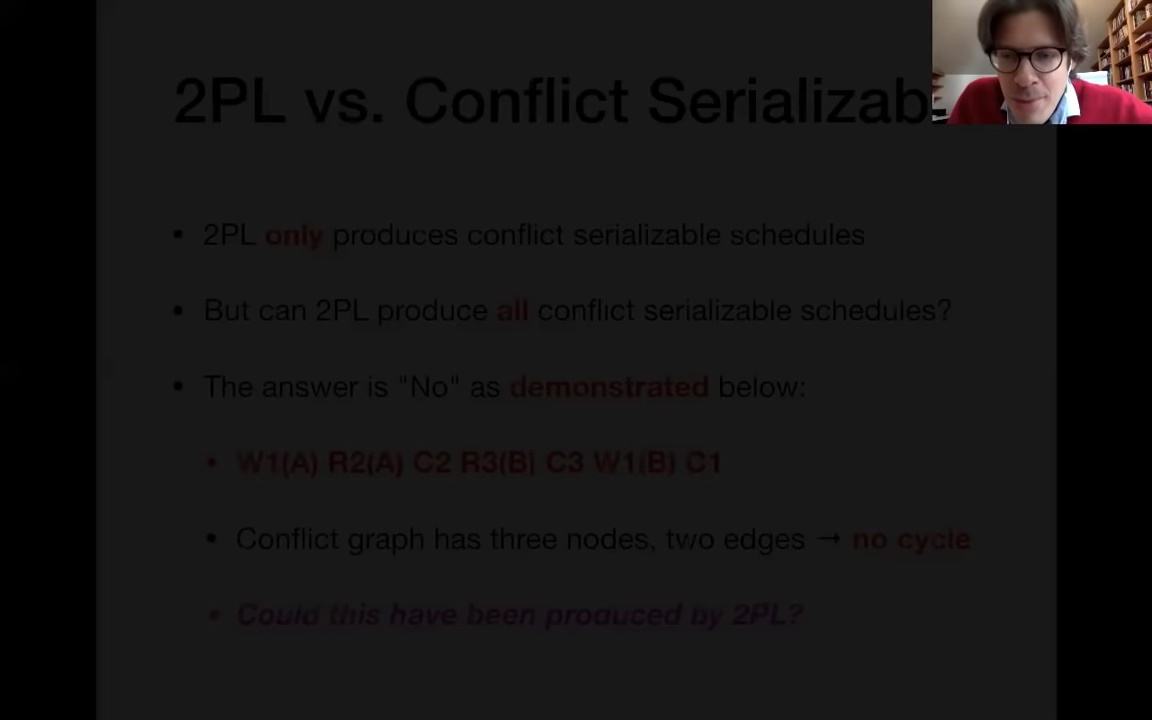 2PL vs. Conflict Serializab
• 2PL only produces conflict serializable schedules
• But can 2PL produce all conflict serializable schedules?
• The answer is "No" as demonstrated below:
• W1(A) R2(A) C2 R3(B) C3 W1(B) C1
• Conflict graph has three nodes, two edges → no cycle
• Could this have been produced by 2PL?